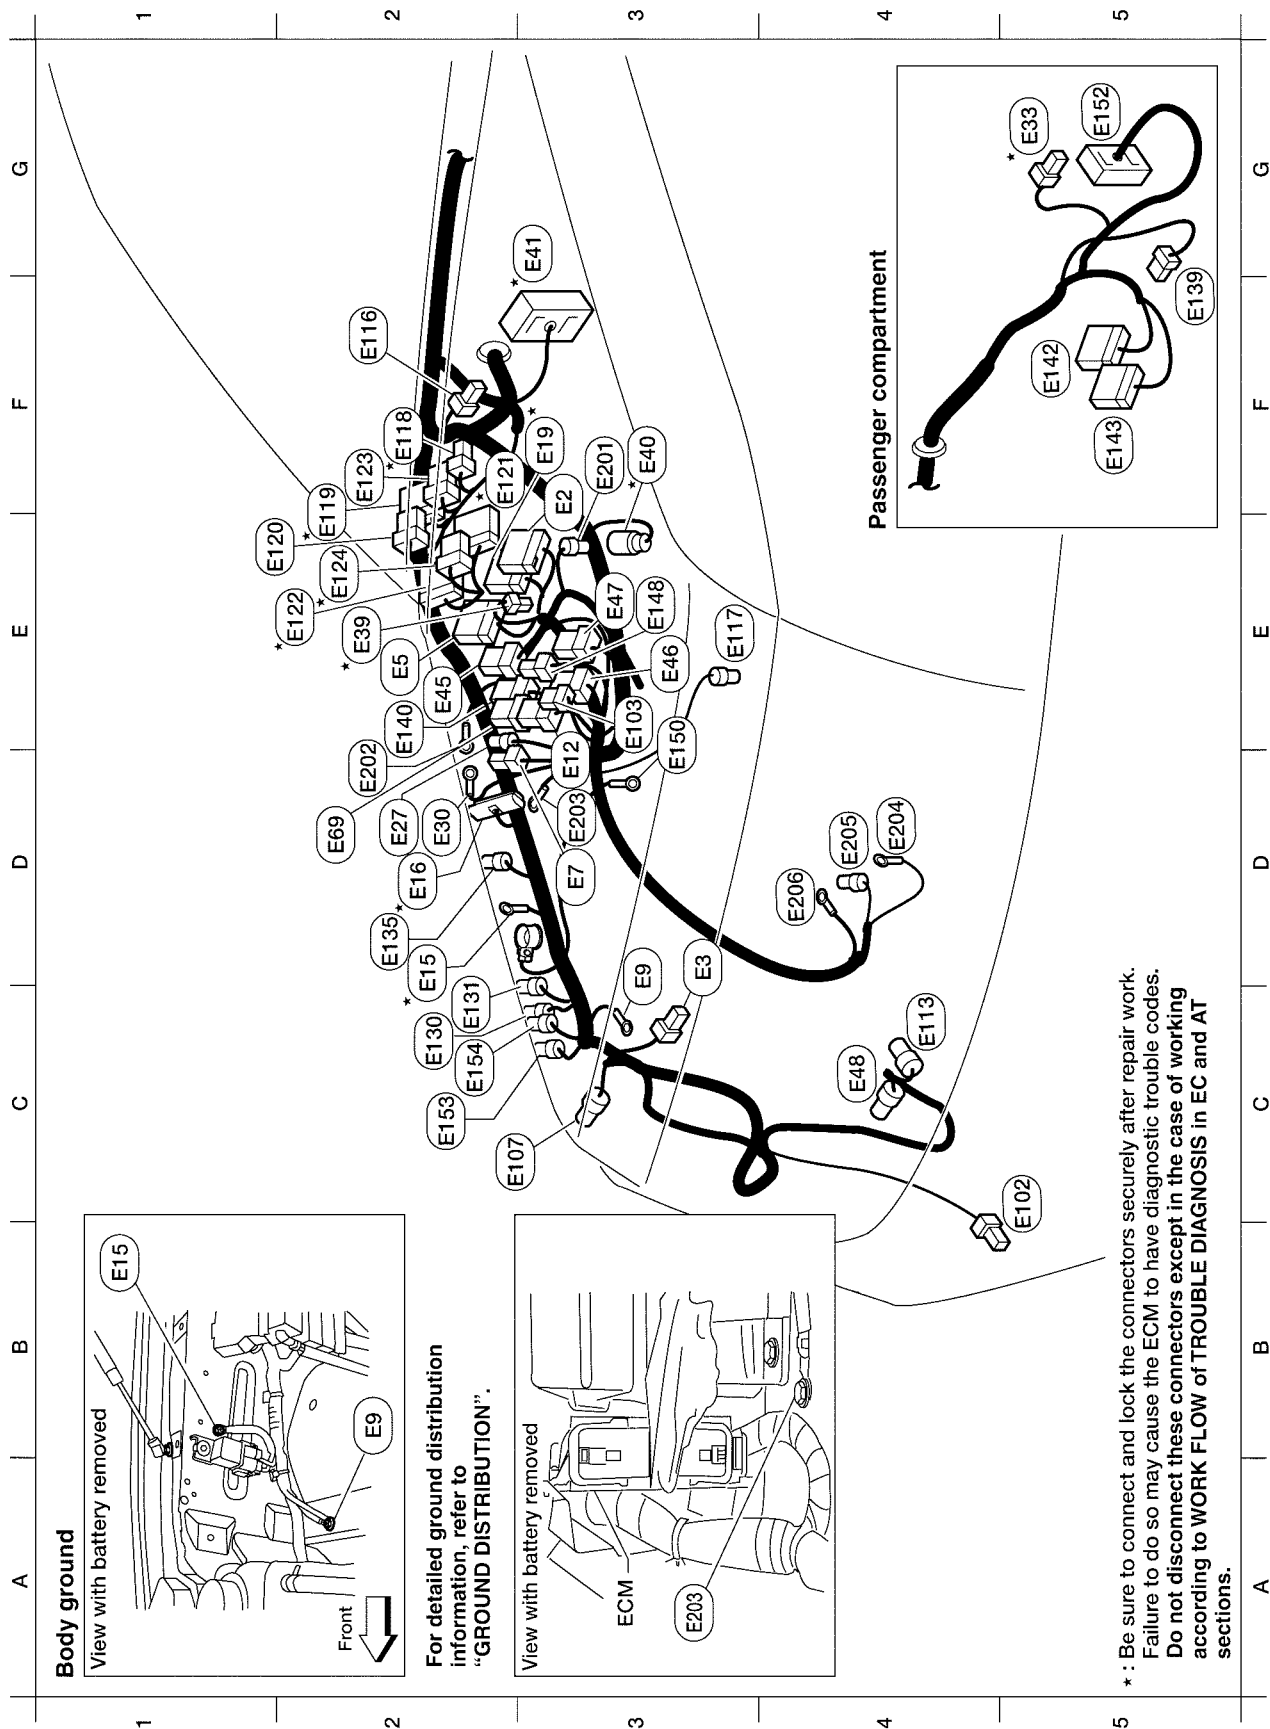 1 2 3 4 5
A B C D E F G
Body ground
View with battery removed
E15
E9
Front
For detailed ground distribution
information, refer to
“GROUND DISTRIBUTION”.
View with battery removed
ECM
E203
E107
E153
E154
E130
E131 ★
E15
E135 ★
E16
E30
E27
E69
E202
E140
E45
E5
E39 ★
E122 ★
E124 ★
E120
E119 ★
E123
E118 ★
E116
E41 ★
E121 ★
E19 ★
E2
E201
E40 ★
E47
E148
E46
E117
E103
E150
E12
E203
E7
E9
E3
E206
E205
E204
E48
E113
E102
Passenger compartment
E33 ★
E152
E139
E142
E143
★ : Be sure to connect and lock the connectors securely after repair work.
Failure to do so may cause the ECM to have diagnostic trouble codes.
Do not disconnect these connectors except in the case of working
according to WORK FLOW of TROUBLE DIAGNOSIS in EC and AT
sections.
A B C D E F G
1 2 3 4 5